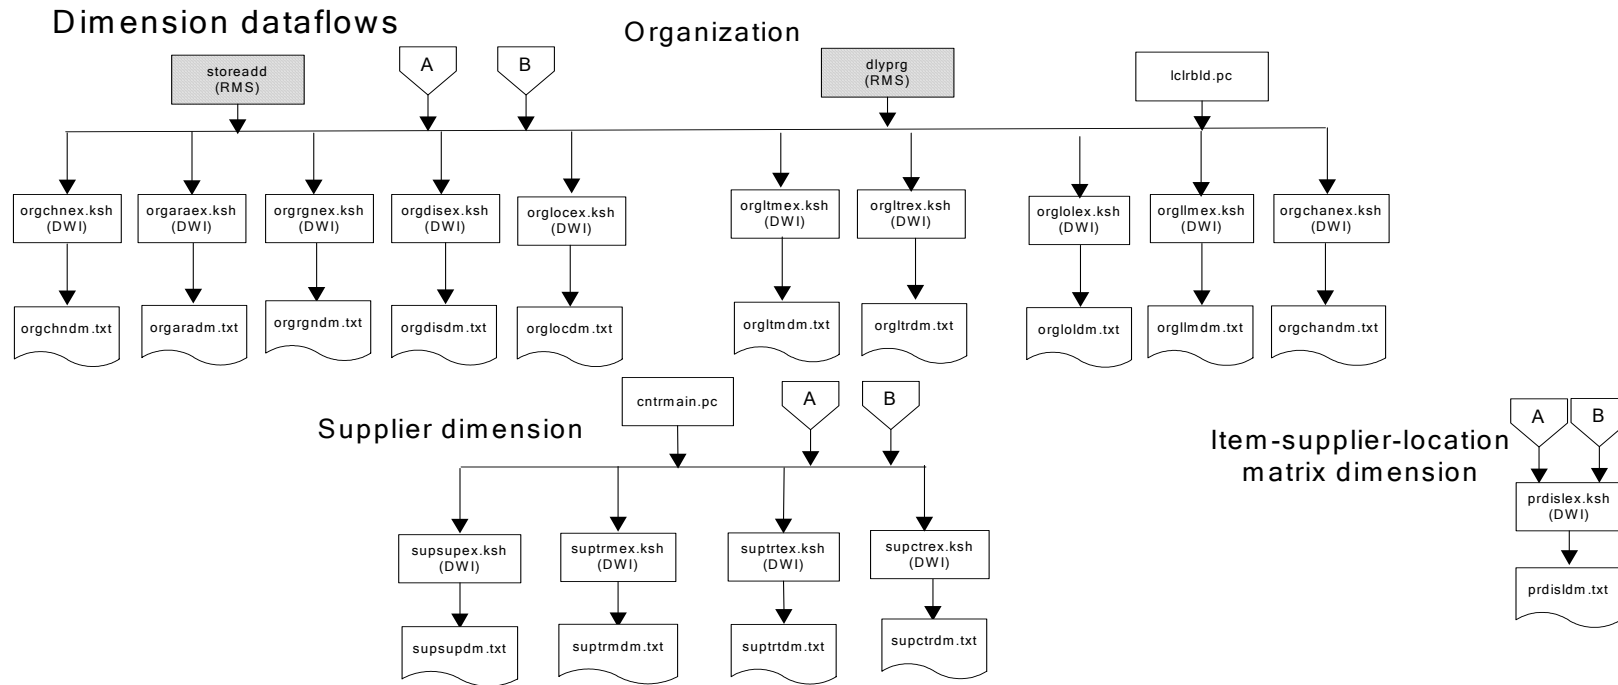 Dimension dataflows
Organization
storeadd
(RMS)
A
B
dlyprg
(RMS)
lclrbld.pc
orgchnex.ksh
(DWI)
orgaraex.ksh
(DWI)
orgrgnex.ksh
(DWI)
orgdisex.ksh
(DWI)
orglocex.ksh
(DWI)
orgltmex.ksh
(DWI)
orgltrex.ksh
(DWI)
orglolex.ksh
(DWI)
orgllmex.ksh
(DWI)
orgchanex.ksh
(DWI)
orgchndm.txt
orgaradm.txt
orgrgndm.txt
orgdisdm.txt
orglocdm.txt
orgltmdm.txt
orgltrdm.txt
orgloldm.txt
orgllmdm.txt
orgchandm.txt
Supplier dimension
cntrmain.pc
A
B
supsupex.ksh
(DWI)
suptrmex.ksh
(DWI)
suptrtex.ksh
(DWI)
supctrex.ksh
(DWI)
supsupdm.txt
suptrmdm.txt
suptrtdm.txt
supctrdm.txt
Item-supplier-location
matrix dimension
A
B
prdislex.ksh
(DWI)
prdisldm.txt